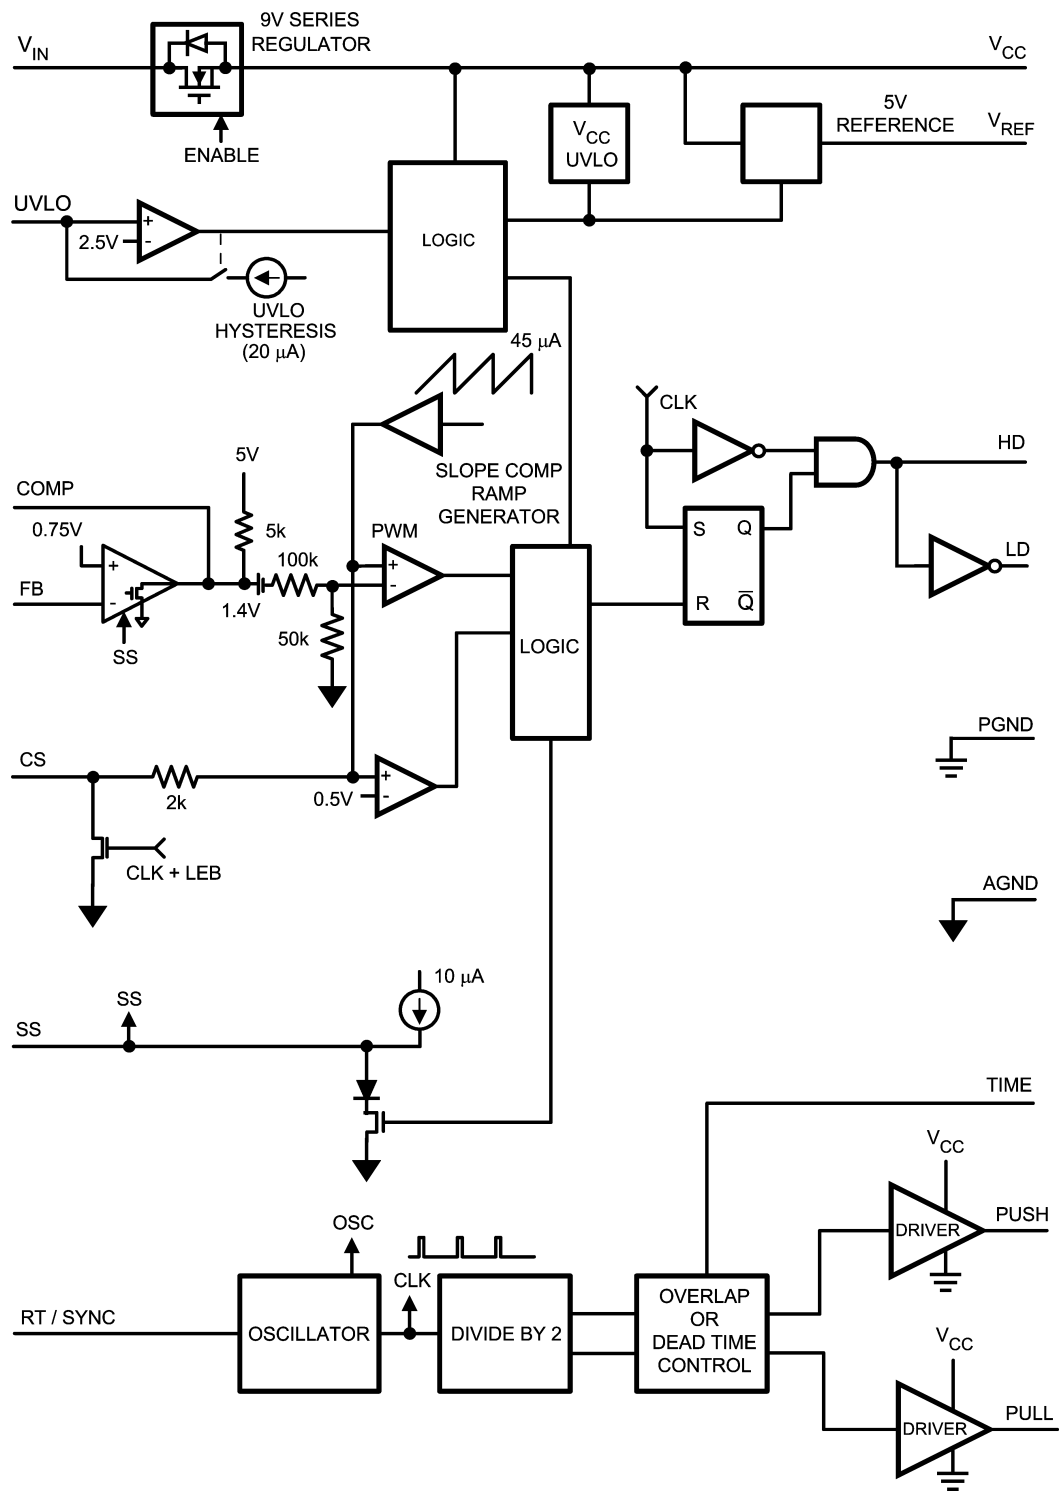 9V SERIES
REGULATOR
VIN
VCC
ENABLE
VCC
UVLO
5V
REFERENCE
VREF
UVLO
+
2.5V
-
LOGIC
UVLO
HYSTERESIS
(20 μA)
45 μA
SLOPE COMP
RAMP
GENERATOR
CLK
HD
5V
COMP
0.75V
5k
PWM
S
Q
LD
+
100k
+
-
FB
-
1.4V
R
Q̅
SS
50k
LOGIC
PGND
CS
+
2k
0.5V
-
CLK + LEB
AGND
10 μA
SS
SS
TIME
VCC
OSC
DRIVER
PUSH
CLK
RT / SYNC
OSCILLATOR
DIVIDE BY 2
OVERLAP
OR
DEAD TIME
CONTROL
VCC
DRIVER
PULL